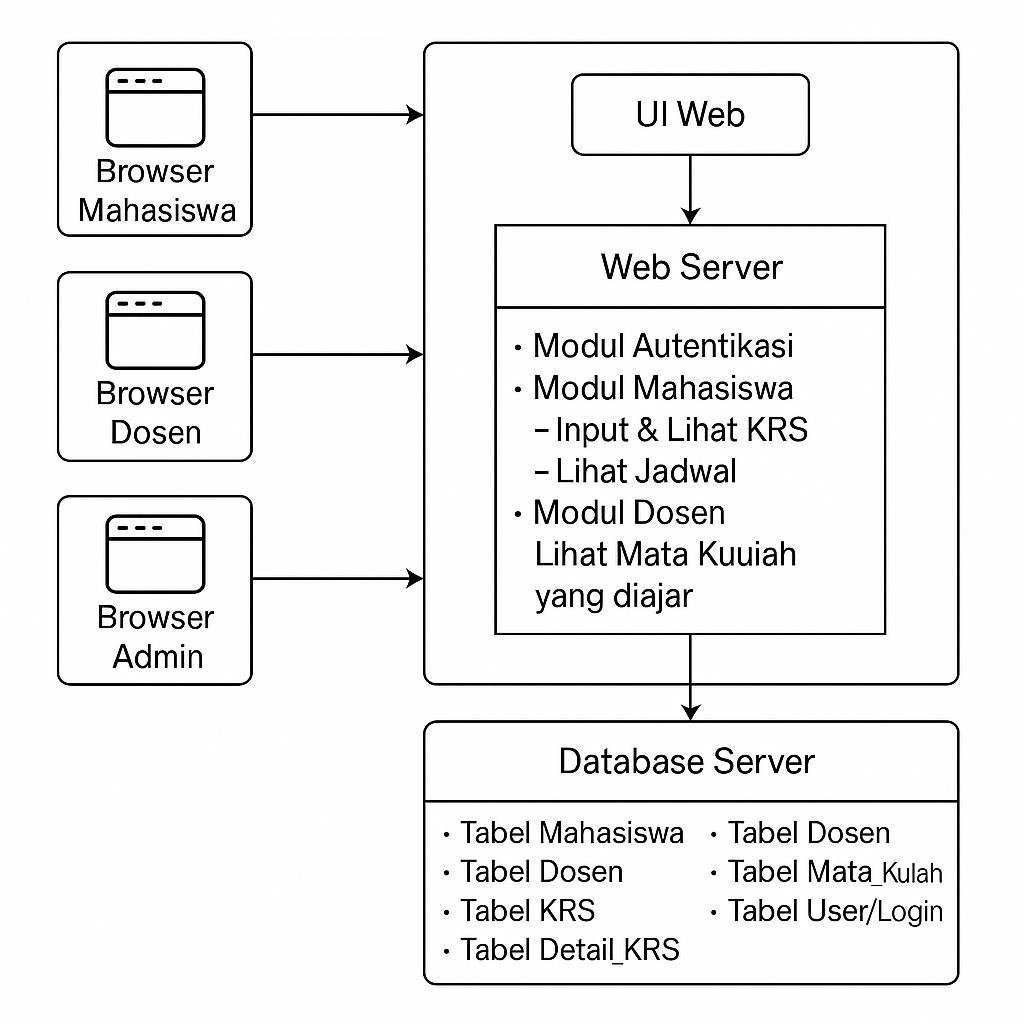 Browser
Mahasiswa
Browser
Dosen
Browser
Admin
UI Web
Web Server
· Modul Autentikasi
· Modul Mahasiswa
– Input & Lihat KRS
– Lihat Jadwal
· Modul Dosen
Lihat Mata Kuuiah
yang diajar
Database Server
· Tabel Mahasiswa
· Tabel Dosen
· Tabel KRS
· Tabel Detail_KRS
· Tabel Dosen
· Tabel Mata_Kulah
· Tabel User/Login